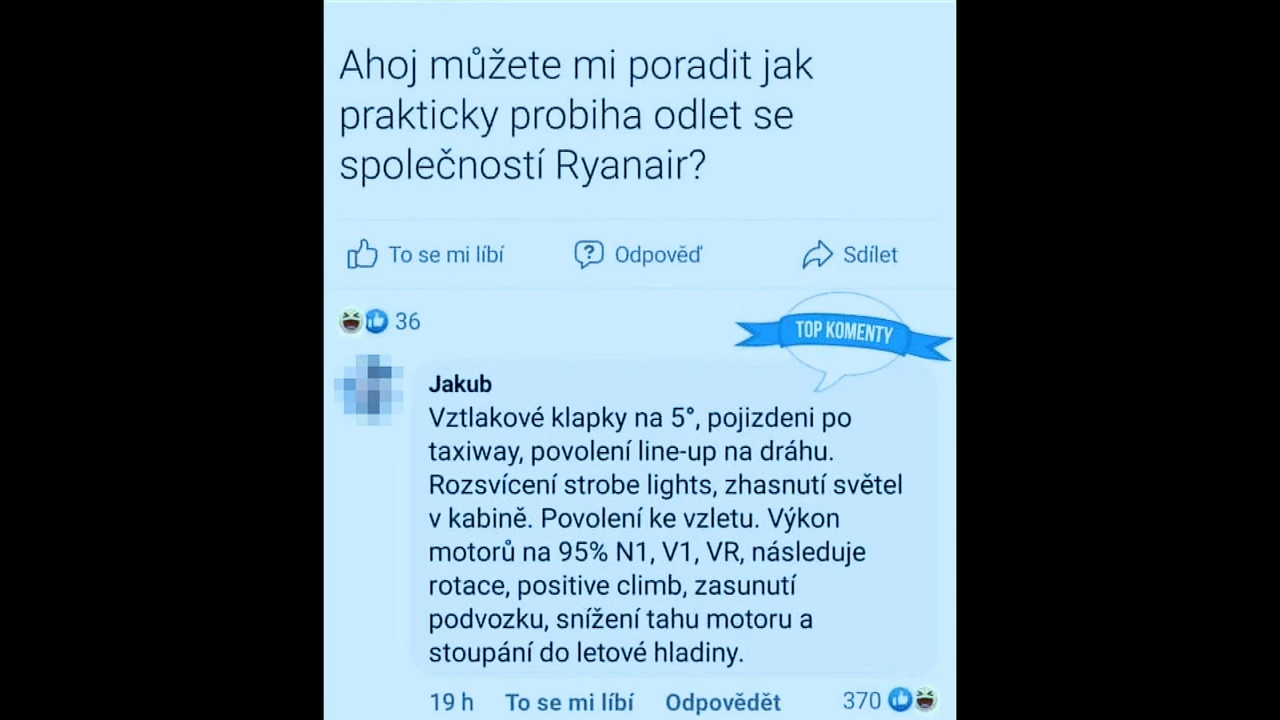 Ahoj můžete mi poradit jak
prakticky probiha odlet se
společností Ryanair?
To se mi líbí
Odpověď
Sdílet
36
TOP KOMENTY
Jakub
Vztlakové klapky na 5°, pojizdeni po
taxiway, povolení line-up na dráhu.
Rozsvícení strobe lights, zhasnutí světel
v kabině. Povolení ke vzletu. Výkon
motorů na 95% N1, V1, VR, následuje
rotace, positive climb, zasunutí
podvozku, snížení tahu motoru a
stoupání do letové hladiny.
19 h To se mi líbí Odpovědět 370